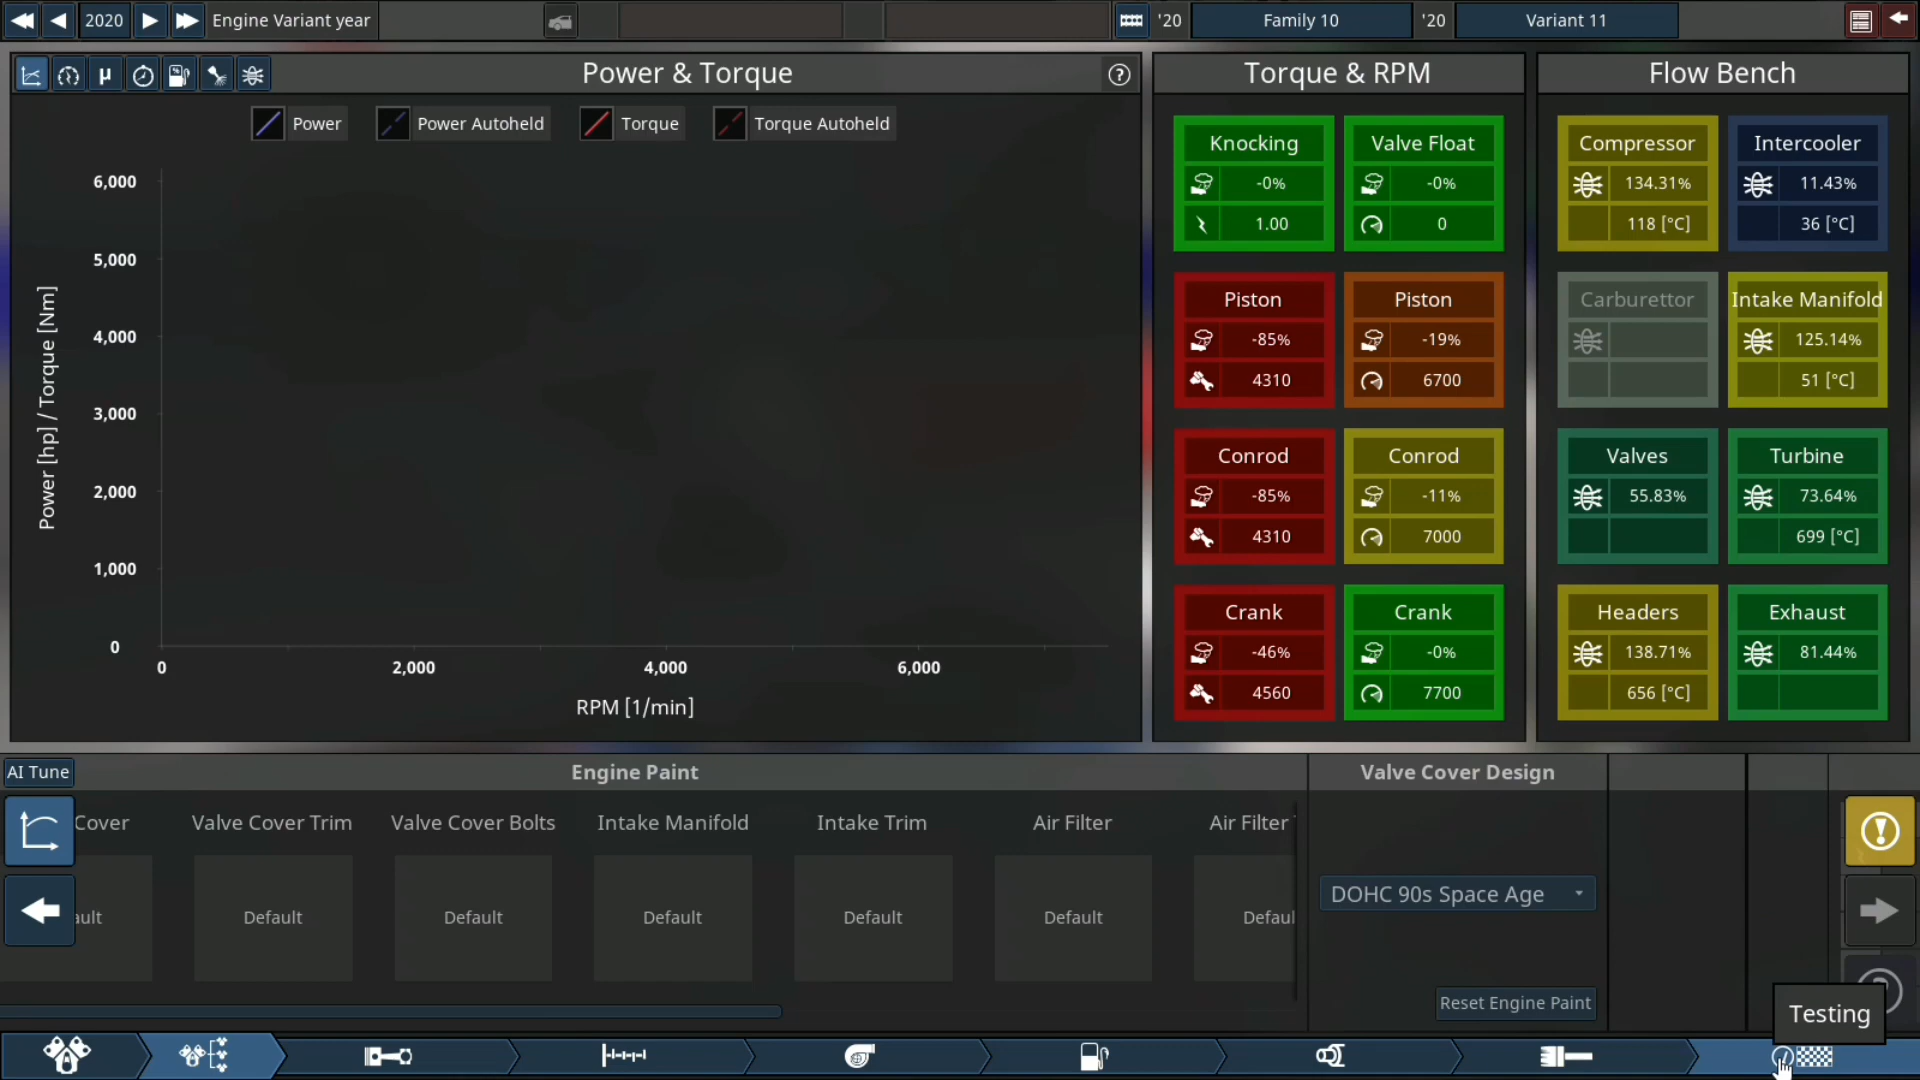 2020
Engine Variant year
'20
Family 10
'20
Variant 11
Power & Torque
Power
Power Autoheld
Torque
Torque Autoheld
6,000
5,000
4,000
3,000
2,000
1,000
0
Power [hp] / Torque [Nm]
0
2,000
4,000
6,000
RPM [1/min]
Torque & RPM
Knocking
-0%
1.00
Valve Float
-0%
0
Piston
-85%
4310
Piston
-19%
6700
Conrod
-85%
4310
Conrod
-11%
7000
Crank
-46%
4560
Crank
-0%
7700
Flow Bench
Compressor
134.31%
118 [°C]
Intercooler
11.43%
36 [°C]
Carburettor
Intake Manifold
125.14%
51 [°C]
Valves
55.83%
Turbine
73.64%
699 [°C]
Headers
138.71%
656 [°C]
Exhaust
81.44%
AI Tune
Engine Paint
Valve Cover Design
Cover
Valve Cover Trim
Valve Cover Bolts
Intake Manifold
Intake Trim
Air Filter
Air Filter
ault
Default
Default
Default
Default
Default
Defaul
DOHC 90s Space Age
Reset Engine Paint
Testing